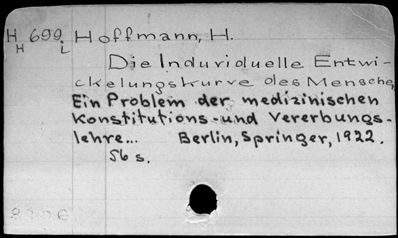 H 699 Hoffmann, H.
H L
Die Individuelle Entwi-
ckelungskurve des Mensche
Ein Problem der medizinischen
Konstitutions- und Vererbungs-
lehre... Berlin, Springer, 1922.
56 s.